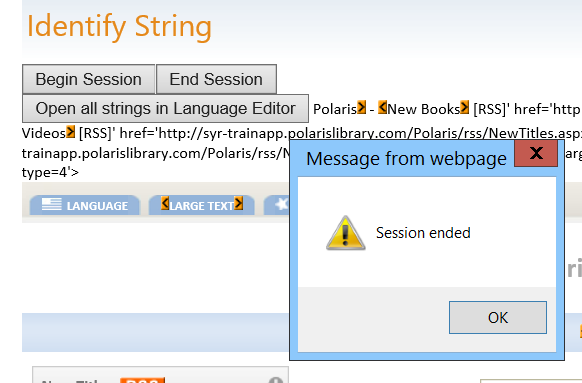 Identify String
Begin Session End Session
Open all strings in Language Editor Polaris - New Books [RSS]' href='http
Videos [RSS]' href='http://syr-trainapp.polarislibrary.com/Polaris/rss/NewTitles.asp
Message from webpage X
trainapp.polarislibrary.com/Polaris/rss/N
type=4'>
Session ended
LANGUAGE LARGE TEXT
OK
RSS